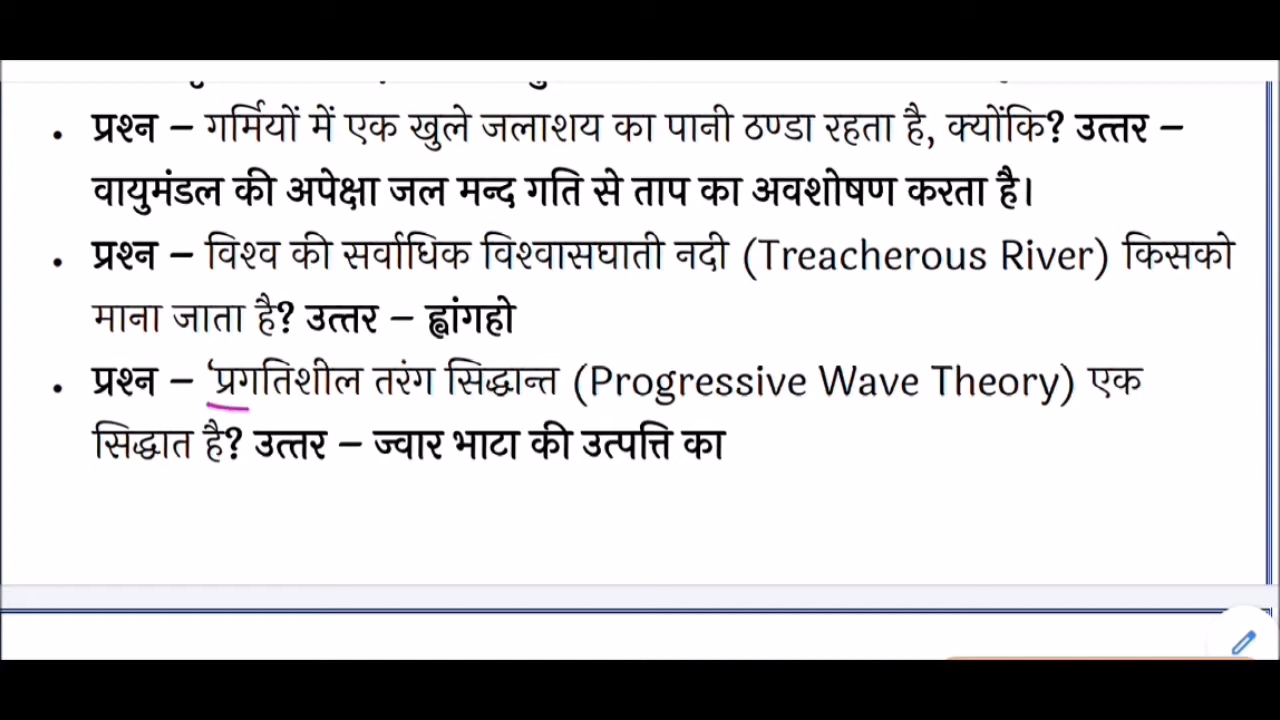 • प्रश्न – गर्मियों में एक खुले जलाशय का पानी ठण्डा रहता है, क्योंकि? उत्तर –
वायुमंडल की अपेक्षा जल मन्द गति से ताप का अवशोषण करता है।
• प्रश्न – विश्व की सर्वाधिक विश्वासघाती नदी (Treacherous River) किसको
माना जाता है? उत्तर – ह्वांगहो
• प्रश्न – ‘प्रगतिशील तरंग सिद्धान्त (Progressive Wave Theory) एक
सिद्धात है? उत्तर – ज्वार भाटा की उत्पत्ति का